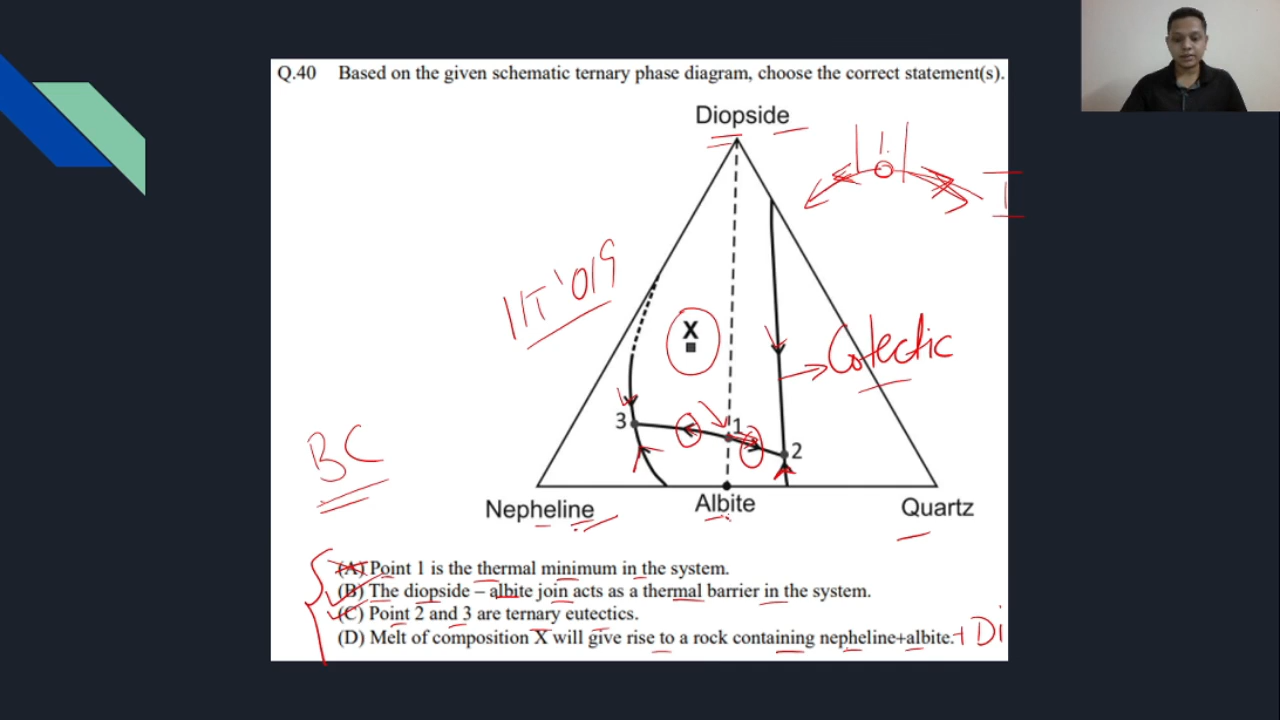 Q.40 Based on the given schematic ternary phase diagram, choose the correct statement(s).
Diopside
1
I
IIT'019
X
Cotectic
3
1
2
BC
Nepheline
Albite
Quartz
(A) Point 1 is the thermal minimum in the system.
(B) The diopside – albite join acts as a thermal barrier in the system.
(C) Point 2 and 3 are ternary eutectics.
(D) Melt of composition X will give rise to a rock containing nepheline+albite. + Di